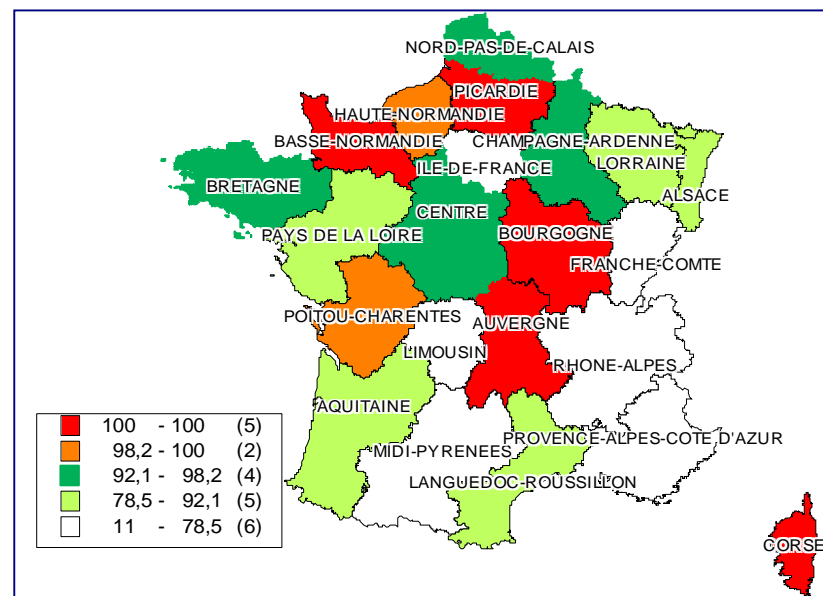 NORD-PAS-DE-CALAIS
PICARDIE
HAUTE-NORMANDIE
BASSE-NORMANDIE
CHAMPAGNE-ARDENNE
ILE-DE-FRANCE
LORRAINE
ALSACE
BRETAGNE
CENTRE
PAYS DE LA LOIRE
BOURGOGNE
FRANCHE-COMTE
POITOU-CHARENTES
AUVERGNE
LIMOUSIN
RHONE-ALPES
AQUITAINE
PROVENCE-ALPES-COTE D'AZUR
MIDI-PYRENEES
LANGUEDOC-ROUSSILLON
CORSE
100 - 100 (5)
98,2 - 100 (2)
92,1 - 98,2 (4)
78,5 - 92,1 (5)
11 - 78,5 (6)